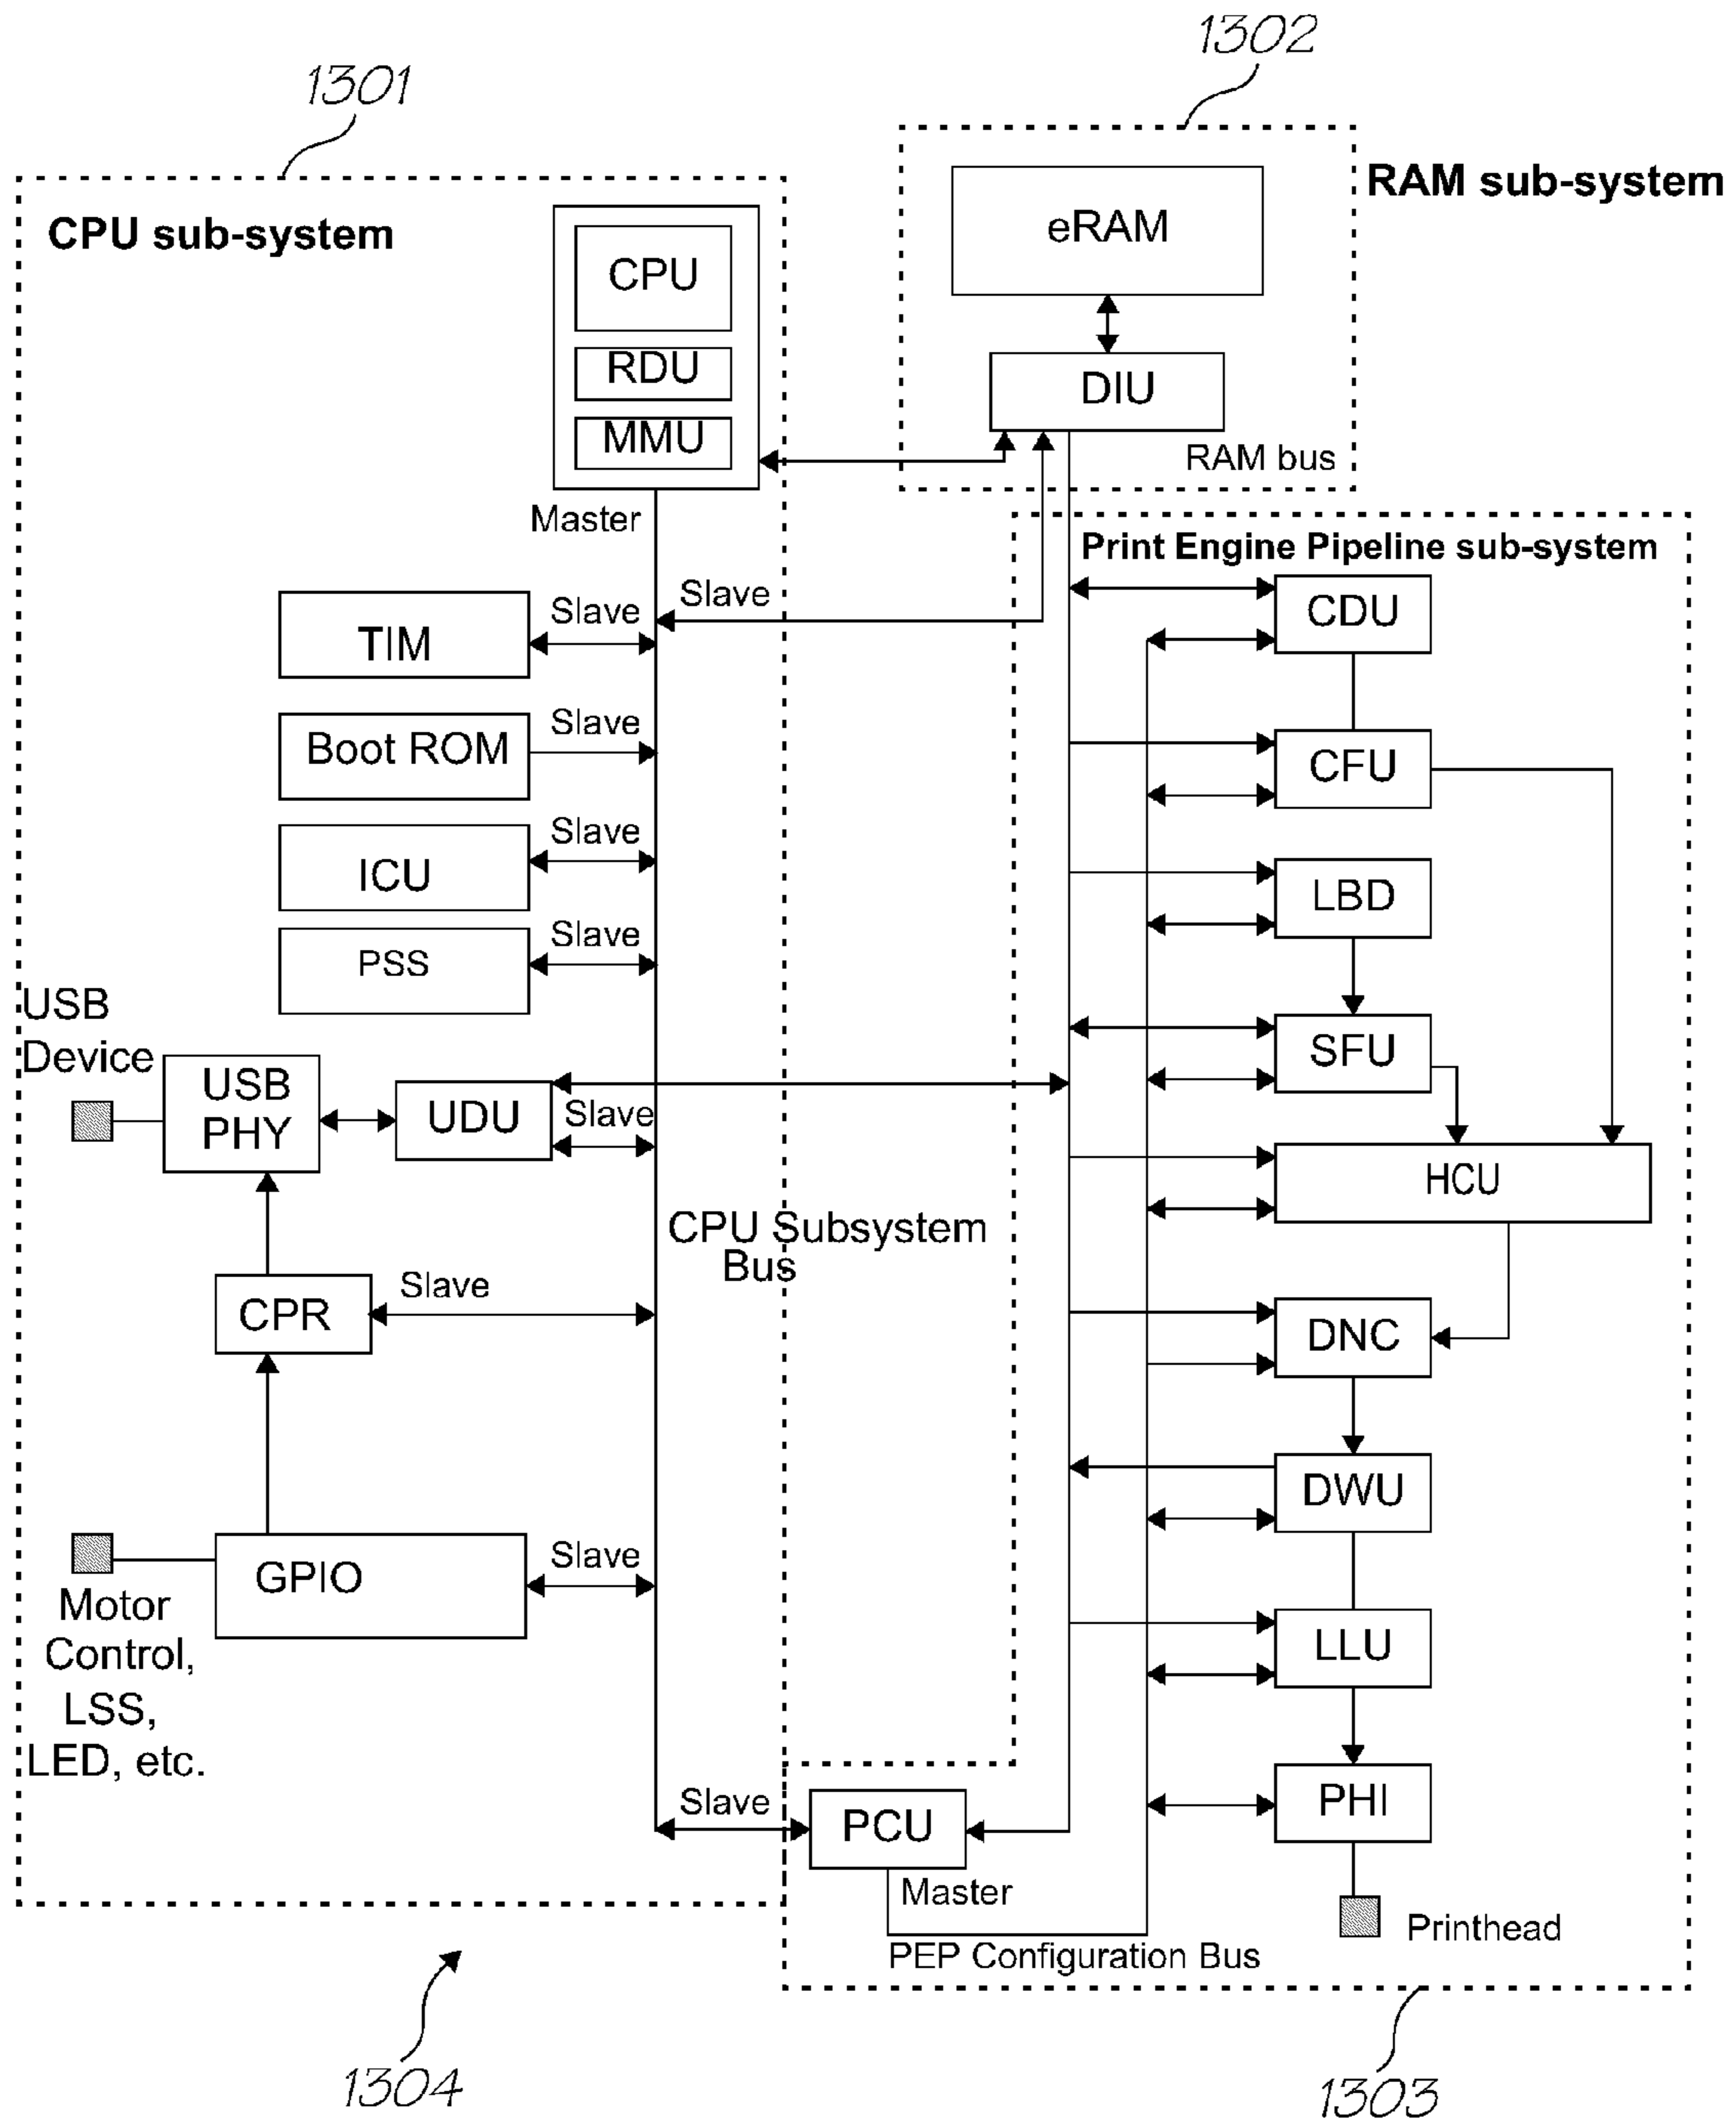 1302
1301
RAM sub-system
CPU sub-system
eRAM
CPU
RDU
DIU
MMU
RAM bus
Master
Print Engine Pipeline sub-system
Slave
Slave
TIM
CDU
Slave
Boot ROM
CFU
Slave
ICU
LBD
Slave
PSS
USB
Device
SFU
USB
PHY
UDU
Slave
HCU
CPU Subsystem
Bus
Slave
CPR
DNC
DWU
Slave
GPIO
Motor
Control,
LSS,
LED, etc.
LLU
Slave
PCU
PHI
Master
Printhead
PEP Configuration Bus
1304
1303